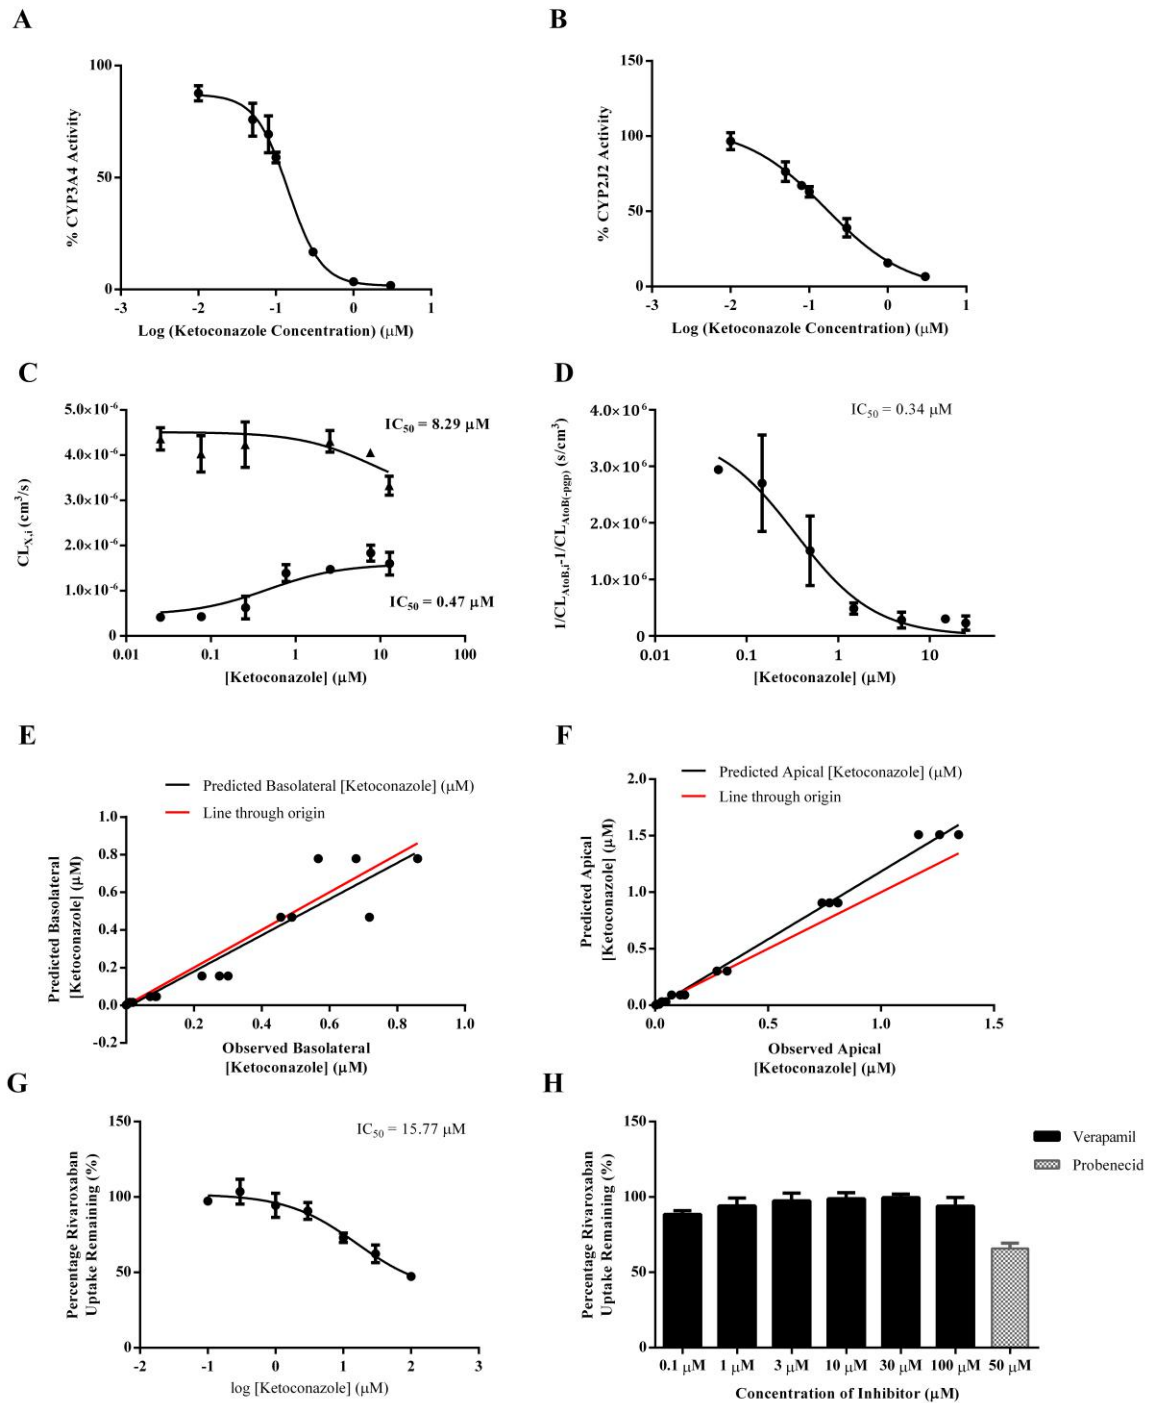 A
100
50
0
-3
-2
-1
0
1
% CYP3A4 Activity
Log (Ketoconazole Concentration) (μM)
B
150
100
50
0
-3
-2
-1
0
1
% CYP2J2 Activity
Log (Ketoconazole Concentration) (μM)
C
5.0×10⁻⁶
4.0×10⁻⁶
3.0×10⁻⁶
2.0×10⁻⁶
1.0×10⁻⁶
0
0.01
0.1
1
10
100
CLX,i (cm³/s)
IC50 = 8.29 μM
IC50 = 0.47 μM
[Ketoconazole] (μM)
D
4.0×10⁶
3.0×10⁶
2.0×10⁶
1.0×10⁶
0
0.01
0.1
1
10
1/CLAtoB,i-1/CLAtoB(-pgp) (s/cm³)
IC50 = 0.34 μM
[Ketoconazole] (μM)
E
Predicted Basolateral [Ketoconazole] (μM)
Line through origin
1.0
0.8
0.6
0.4
0.2
0.0
-0.2
0.2
0.4
0.6
0.8
1.0
Predicted Basolateral
[Ketoconazole] (μM)
Observed Basolateral
[Ketoconazole] (μM)
F
Predicted Apical [Ketoconazole] (μM)
Line through origin
2.0
1.5
1.0
0.5
0.0
0.0
0.5
1.0
1.5
Predicted Apical
[Ketoconazole] (μM)
Observed Apical
[Ketoconazole] (μM)
G
150
100
50
0
-2
-1
0
1
2
3
Percentage Rivaroxaban
Uptake Remaining (%)
IC50 = 15.77 μM
log [Ketoconazole] (μM)
H
150
100
50
0
Percentage Rivaroxaban
Uptake Remaining (%)
Verapamil
Probenecid
0.1 μM
1 μM
3 μM
10 μM
30 μM
100 μM
50 μM
Concentration of Inhibitor (μM)